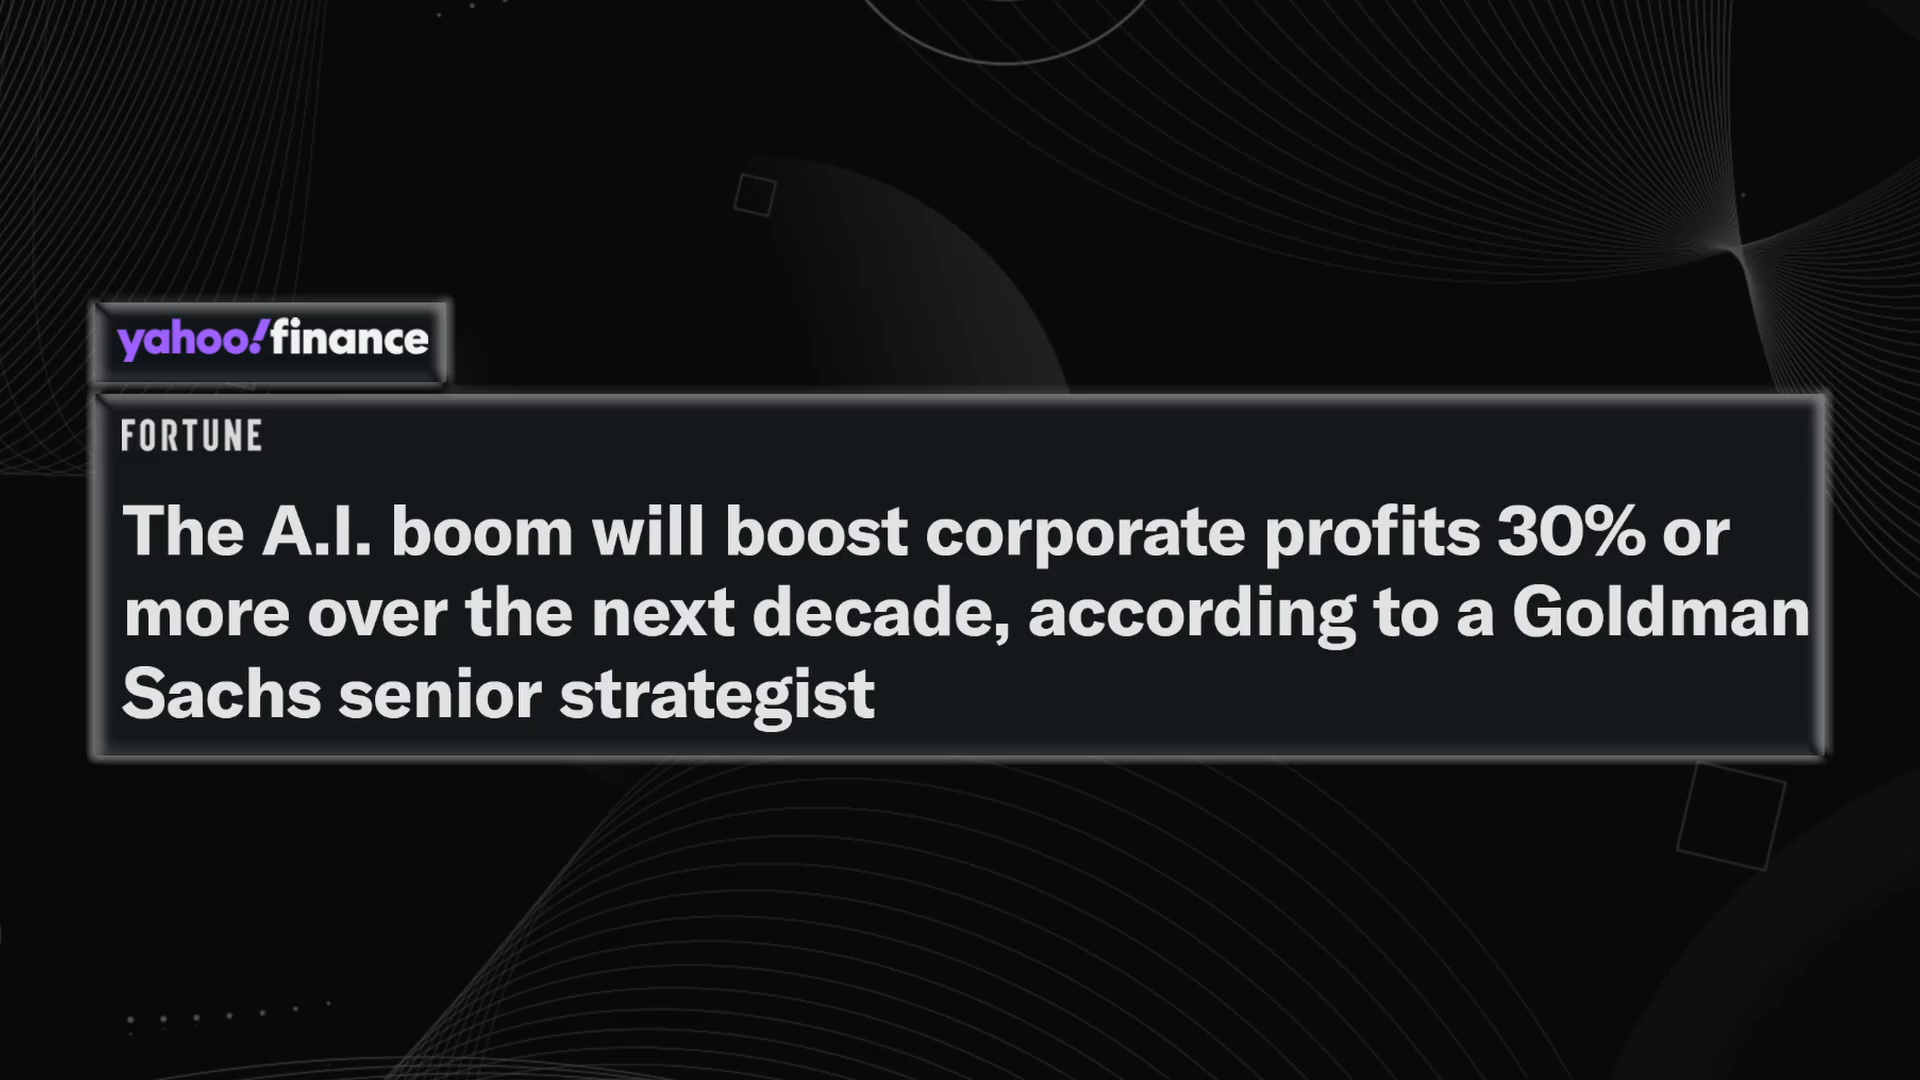 yahoo!finance
FORTUNE
The A.I. boom will boost corporate profits 30% or
more over the next decade, according to a Goldman
Sachs senior strategist